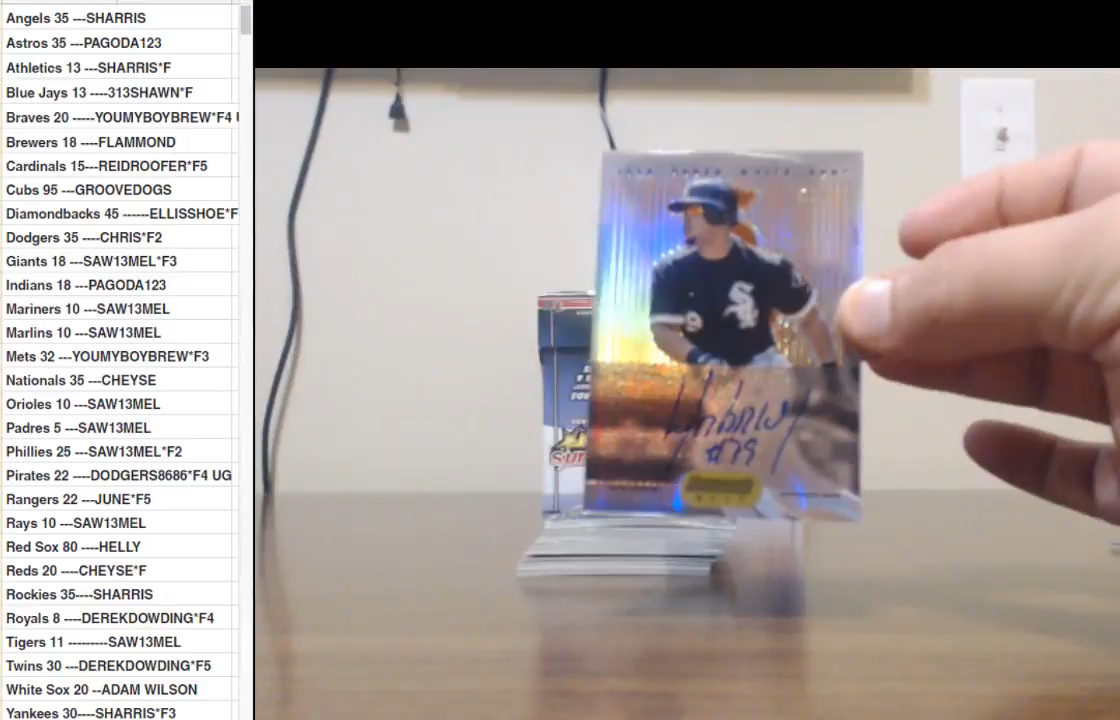 Angels 35 ---SHARRIS
Astros 35 ---PAGODA123
Athletics 13 ---SHARRIS*F
Blue Jays 13 ----313SHAWN*F
Braves 20 -----YOUMYBOYBREW*F4
Brewers 18 ----FLAMMOND
Cardinals 15---REIDROOFER*F5
Cubs 95 ---GROOVEDOGS
Diamondbacks 45 ------ELLISSHOE*F
Dodgers 35 ----CHRIS*F2
Giants 18 ----SAW13MEL*F3
Indians 18 ----PAGODA123
Mariners 10 ----SAW13MEL
Marlins 10 ---SAW13MEL
Mets 32 ---YOUMYBOYBREW*F3
Nationals 35 ---CHEYSE
Orioles 10 ----SAW13MEL
Padres 5 ----SAW13MEL
Phillies 25 ----SAW13MEL*F2
Pirates 22 ----DODGERS8686*F4 UG
Rangers 22 ----JUNE*F5
Rays 10 ---SAW13MEL
Red Sox 80 ----HELLY
Reds 20 ----CHEYSE*F
Rockies 35----SHARRIS
Royals 8 ----DEREKDOWDING*F4
Tigers 11 ---------SAW13MEL
Twins 30 ---DEREKDOWDING*F5
White Sox 20 --ADAM WILSON
Yankees 30----SHARRIS*F3
Sox
#79